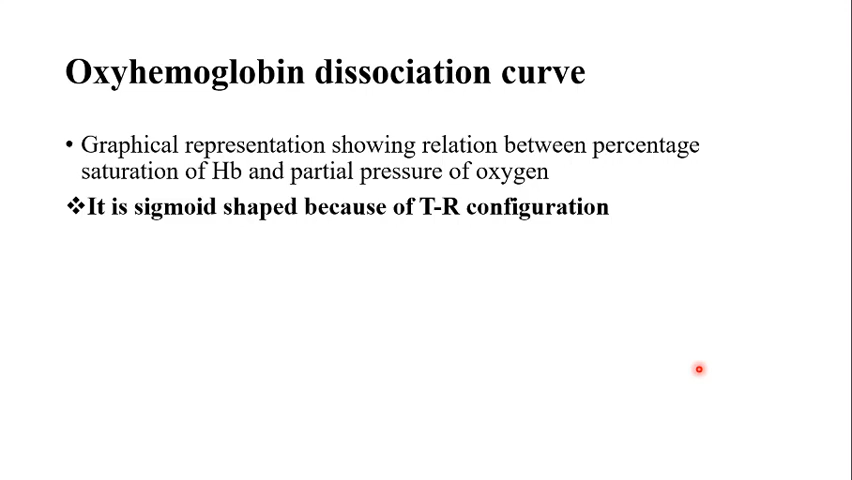 Oxyhemoglobin dissociation curve
• Graphical representation showing relation between percentage
saturation of Hb and partial pressure of oxygen
❖It is sigmoid shaped because of T-R configuration